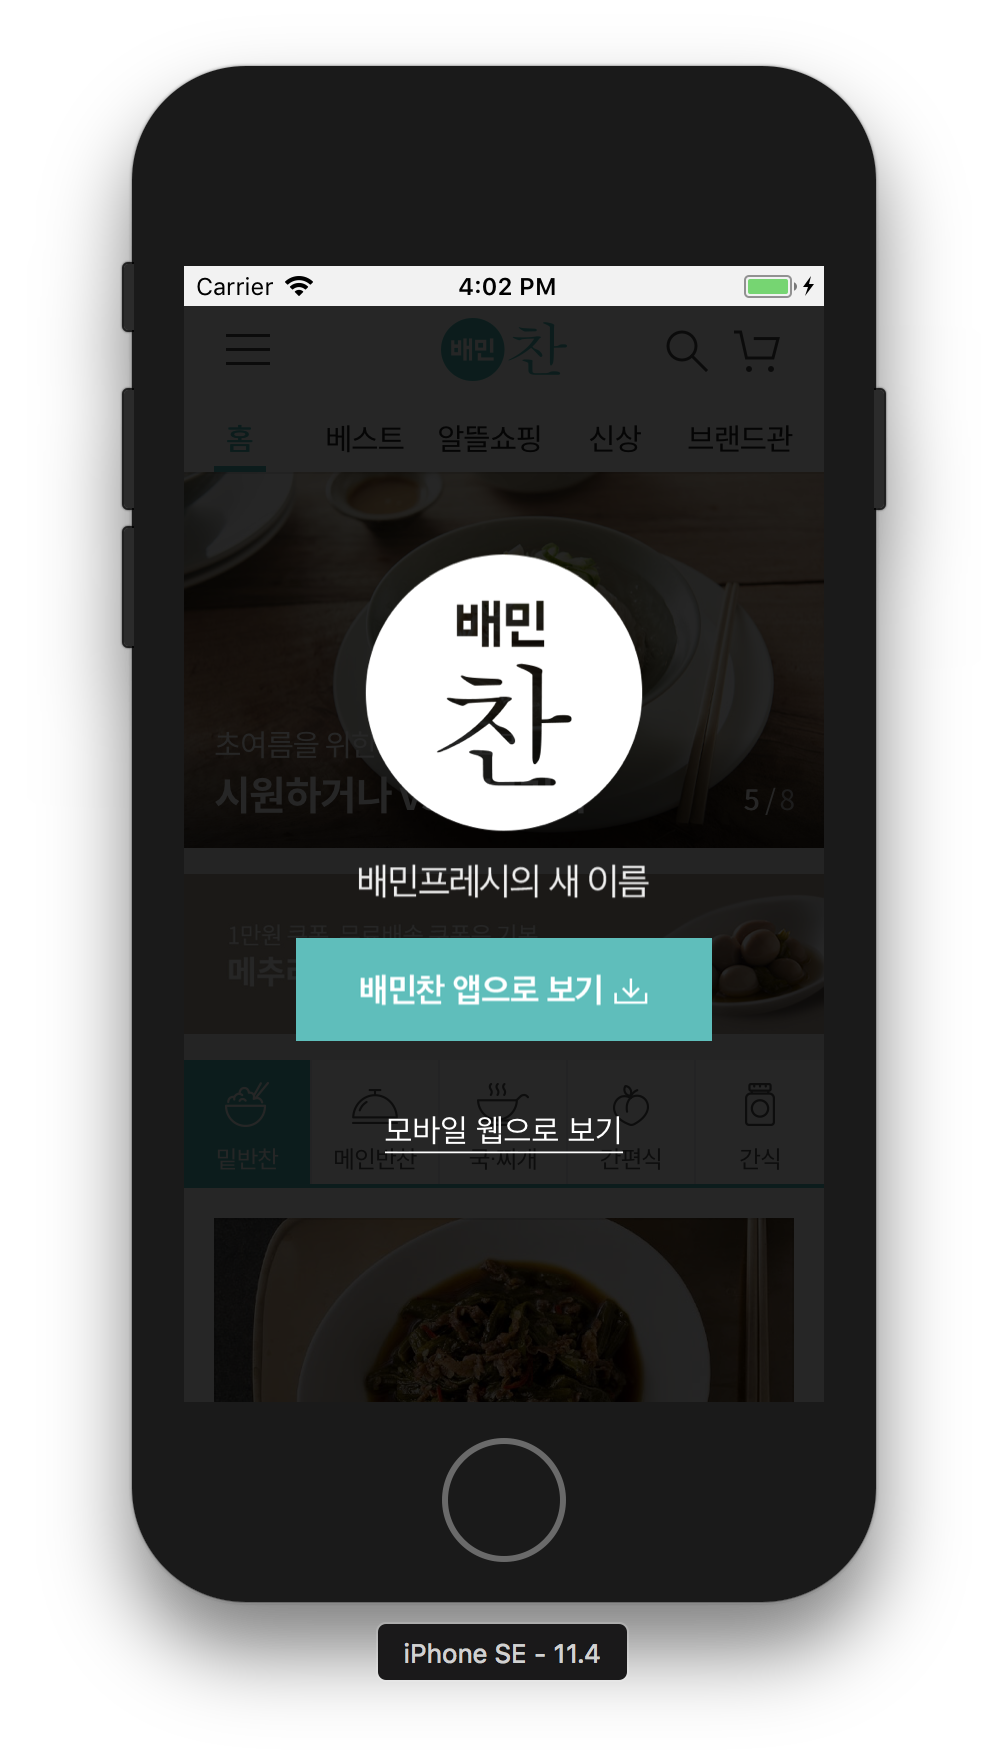 Carrier 4:02 PM
배민 찬
홈 베스트 알뜰쇼핑 신상 브랜드관
배민
찬
초여름을 위한
시원하거나
5 / 8
배민프레시의 새 이름
1만원 쿠폰, 무료배송 쿠폰은 기본
메추리
배민찬 앱으로 보기
모바일 웹으로 보기
밑반찬 메인반찬 국·찌개 간편식 간식
iPhone SE - 11.4